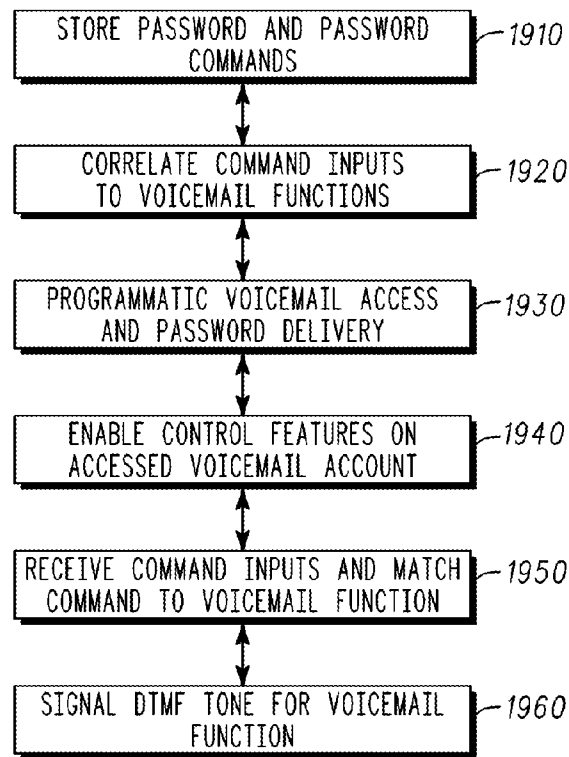 STORE PASSWORD AND PASSWORD
COMMANDS
1910
CORRELATE COMMAND INPUTS
TO VOICEMAIL FUNCTIONS
1920
PROGRAMMATIC VOICEMAIL ACCESS
AND PASSWORD DELIVERY
1930
ENABLE CONTROL FEATURES ON
ACCESSED VOICEMAIL ACCOUNT
1940
RECEIVE COMMAND INPUTS AND MATCH
COMMAND TO VOICEMAIL FUNCTION
1950
SIGNAL DTMF TONE FOR VOICEMAIL
FUNCTION
1960